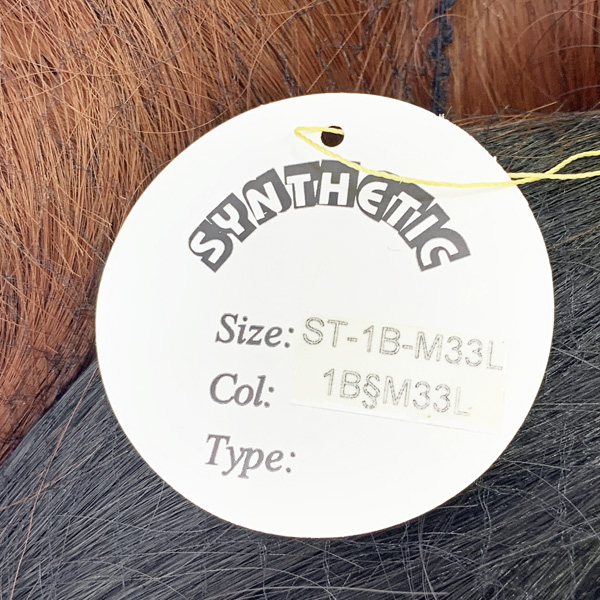 SYNTHETIC
Size: ST-1B-M33L
Col: 1B§M33L
Type: